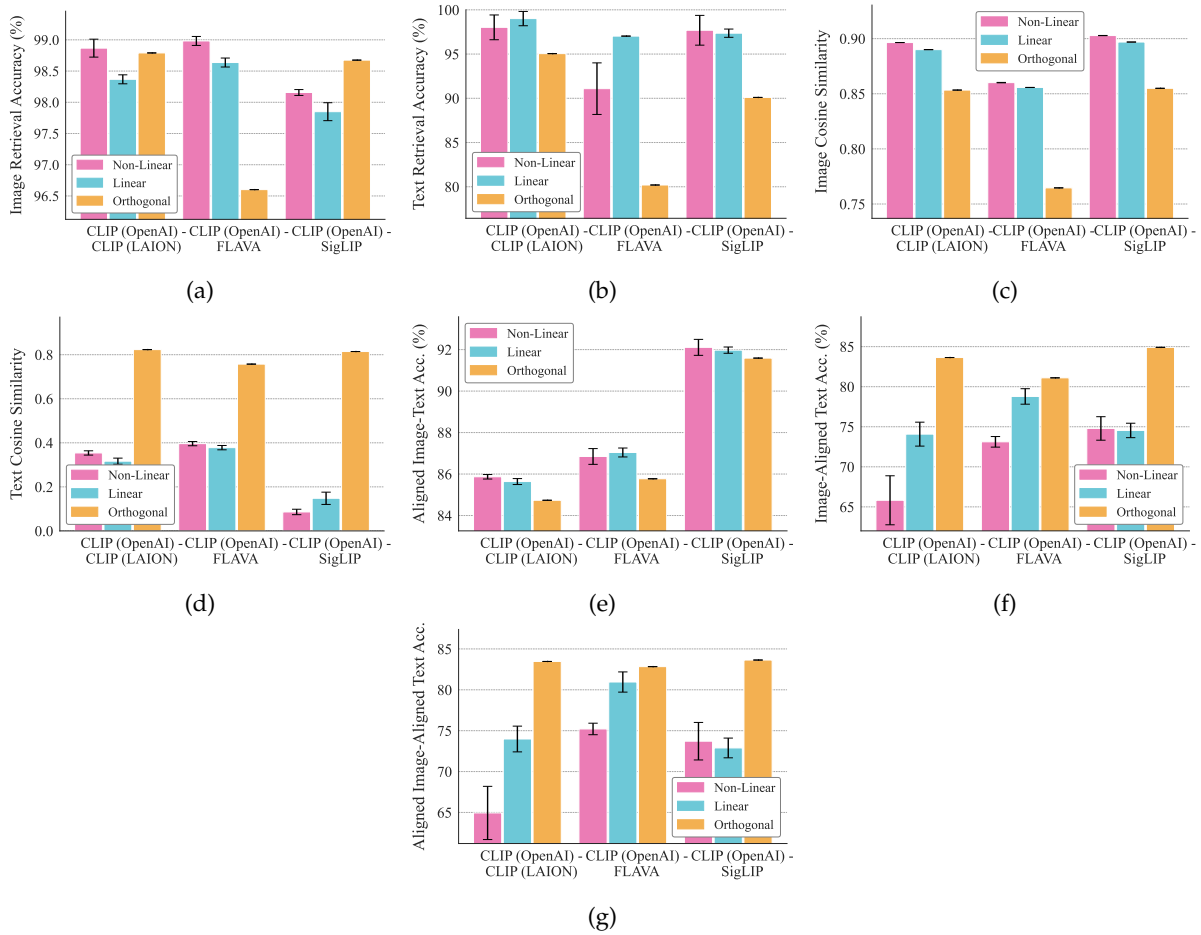 Image Retrieval Accuracy (%)
99.0
98.5
98.0
97.5
97.0
96.5
Non-Linear
Linear
Orthogonal
CLIP (OpenAI) - CLIP (OpenAI) - CLIP (OpenAI) -
CLIP (LAION) FLAVA SigLIP
(a)
Text Retrieval Accuracy (%)
100
95
90
85
80
Non-Linear
Linear
Orthogonal
CLIP (OpenAI) - CLIP (OpenAI) - CLIP (OpenAI) -
CLIP (LAION) FLAVA SigLIP
(b)
Image Cosine Similarity
0.90
0.85
0.80
0.75
Non-Linear
Linear
Orthogonal
CLIP (OpenAI) - CLIP (OpenAI) - CLIP (OpenAI) -
CLIP (LAION) FLAVA SigLIP
(c)
Text Cosine Similarity
0.8
0.6
0.4
0.2
0.0
Non-Linear
Linear
Orthogonal
CLIP (OpenAI) - CLIP (OpenAI) - CLIP (OpenAI) -
CLIP (LAION) FLAVA SigLIP
(d)
Aligned Image-Text Acc. (%)
92
90
88
86
84
Non-Linear
Linear
Orthogonal
CLIP (OpenAI) - CLIP (OpenAI) - CLIP (OpenAI) -
CLIP (LAION) FLAVA SigLIP
(e)
Image-Aligned Text Acc. (%)
85
80
75
70
65
Non-Linear
Linear
Orthogonal
CLIP (OpenAI) - CLIP (OpenAI) - CLIP (OpenAI) -
CLIP (LAION) FLAVA SigLIP
(f)
Aligned Image-Aligned Text Acc.
85
80
75
70
65
Non-Linear
Linear
Orthogonal
CLIP (OpenAI) - CLIP (OpenAI) - CLIP (OpenAI) -
CLIP (LAION) FLAVA SigLIP
(g)